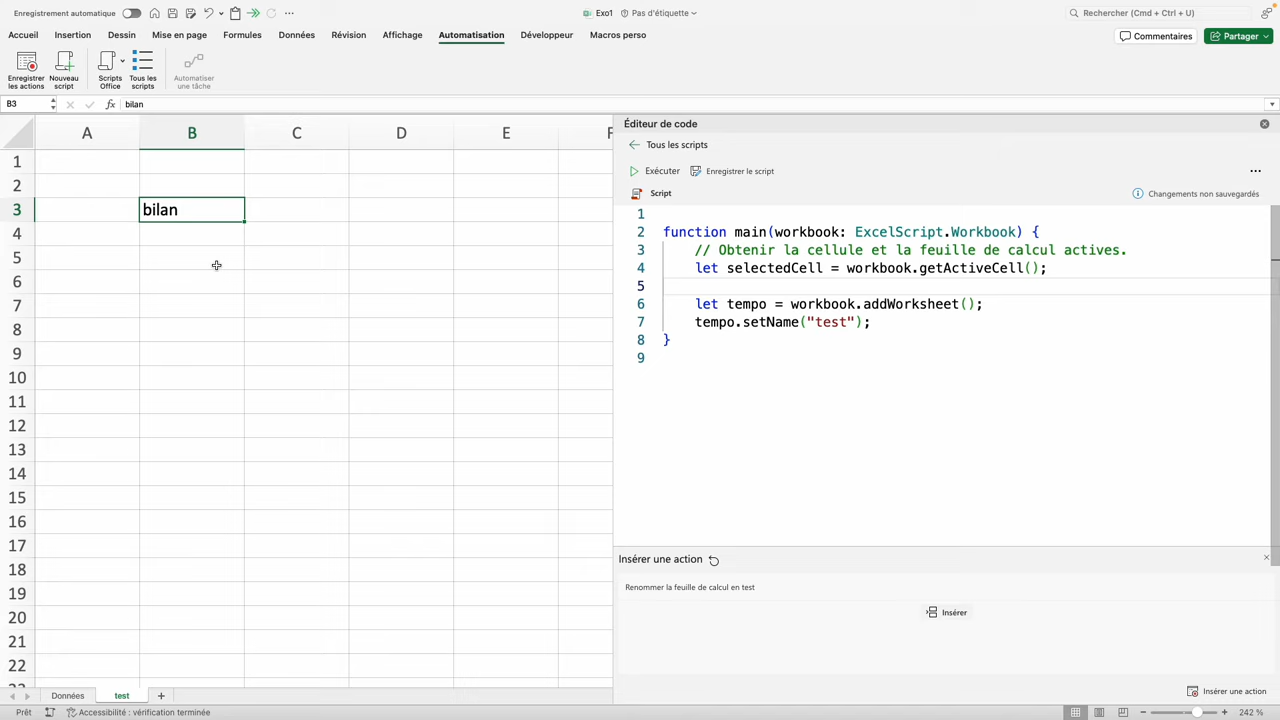 Enregistrement automatique
Exo1
Pas d'étiquette
Rechercher (Cmd + Ctrl + U)
Accueil
Insertion
Dessin
Mise en page
Formules
Données
Révision
Affichage
Automatisation
Développeur
Macros perso
Commentaires
Partager
Enregistrer les actions
Nouveau script
Scripts Office
Tous les scripts
Automatiser une tâche
B3
fx
bilan
A B C D E F
1
2
3 bilan
4
5
6
7
8
9
10
11
12
13
14
15
16
17
18
19
20
21
22
Éditeur de code
Tous les scripts
Exécuter
Enregistrer le script
Script
Changements non sauvegardés
1
2 function main(workbook: ExcelScript.Workbook) {
3 // Obtenir la cellule et la feuille de calcul actives.
4 let selectedCell = workbook.getActiveCell();
5
6 let tempo = workbook.addWorksheet();
7 tempo.setName("test");
8 }
9
Insérer une action
Renommer la feuille de calcul en test
Insérer
Insérer une action
Données
test
Prêt
Accessibilité : vérification terminée
242 %